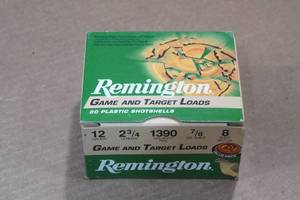 Remington
GAME AND TARGET LOADS
20 PLASTIC SHOTSHELLS
12 2 3/4 1390 7/8 8
GAME AND TARGET LOADS
Remington